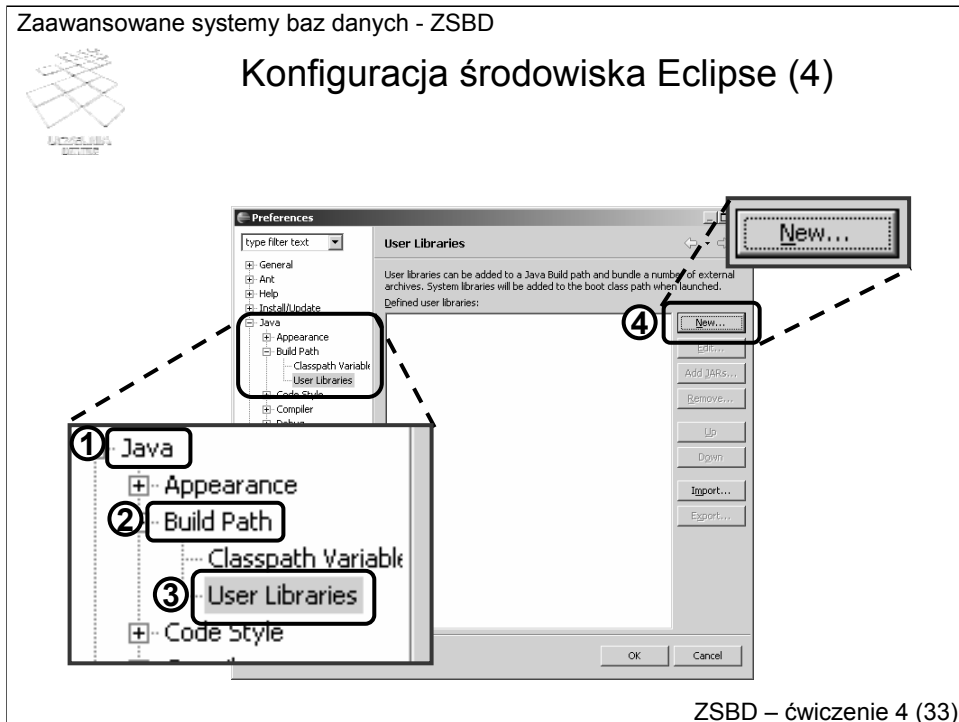 Zaawansowane systemy baz danych - ZSBD
Konfiguracja środowiska Eclipse (4)
UCZELNIA
ONLINE
Preferences
type filter text
User Libraries
General
Ant
Help
Install/Update
Java
Appearance
Build Path
Classpath Variable
User Libraries
Code Style
Compiler
Debug
User libraries can be added to a Java Build path and bundle a number of external
archives. System libraries will be added to the boot class path when launched.
Defined user libraries:
4
New...
Edit...
Add JARs...
Remove...
Up
Down
Import...
Export...
OK
Cancel
New...
1
Java
Appearance
2
Build Path
Classpath Variable
3
User Libraries
Code Style
ZSBD – ćwiczenie 4 (33)